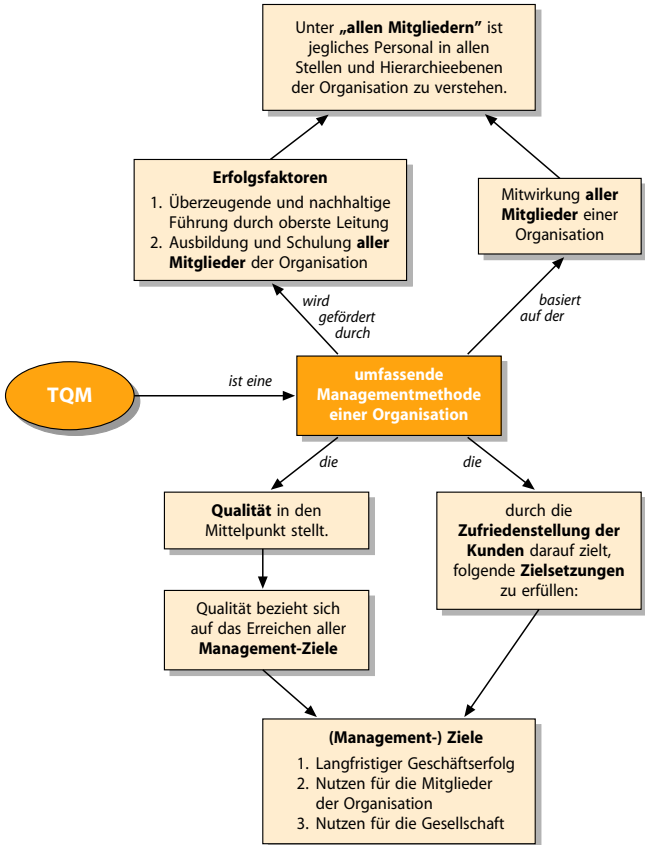 Unter „allen Mitgliedern” ist
jegliches Personal in allen
Stellen und Hierarchieebenen
der Organisation zu verstehen.
Erfolgsfaktoren
1. Überzeugende und nachhaltige
Führung durch oberste Leitung
2. Ausbildung und Schulung aller
Mitglieder der Organisation
Mitwirkung aller
Mitglieder einer
Organisation
wird
gefördert
durch
basiert
auf der
TQM
ist eine
umfassende
Managementmethode
einer Organisation
die
die
Qualität in den
Mittelpunkt stellt.
durch die
Zufriedenstellung der
Kunden darauf zielt,
folgende Zielsetzungen
zu erfüllen:
Qualität bezieht sich
auf das Erreichen aller
Management-Ziele
(Management-) Ziele
1. Langfristiger Geschäftserfolg
2. Nutzen für die Mitglieder
der Organisation
3. Nutzen für die Gesellschaft